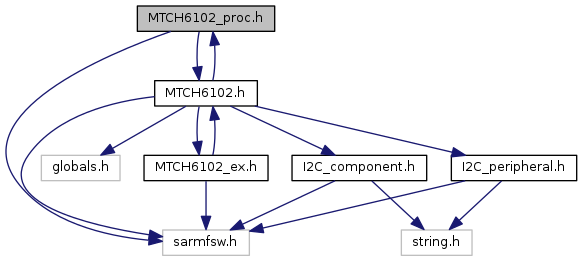 MTCH6102_proc.h
MTCH6102.h
globals.h
MTCH6102_ex.h
I2C_component.h
I2C_peripheral.h
sarmfsw.h
string.h